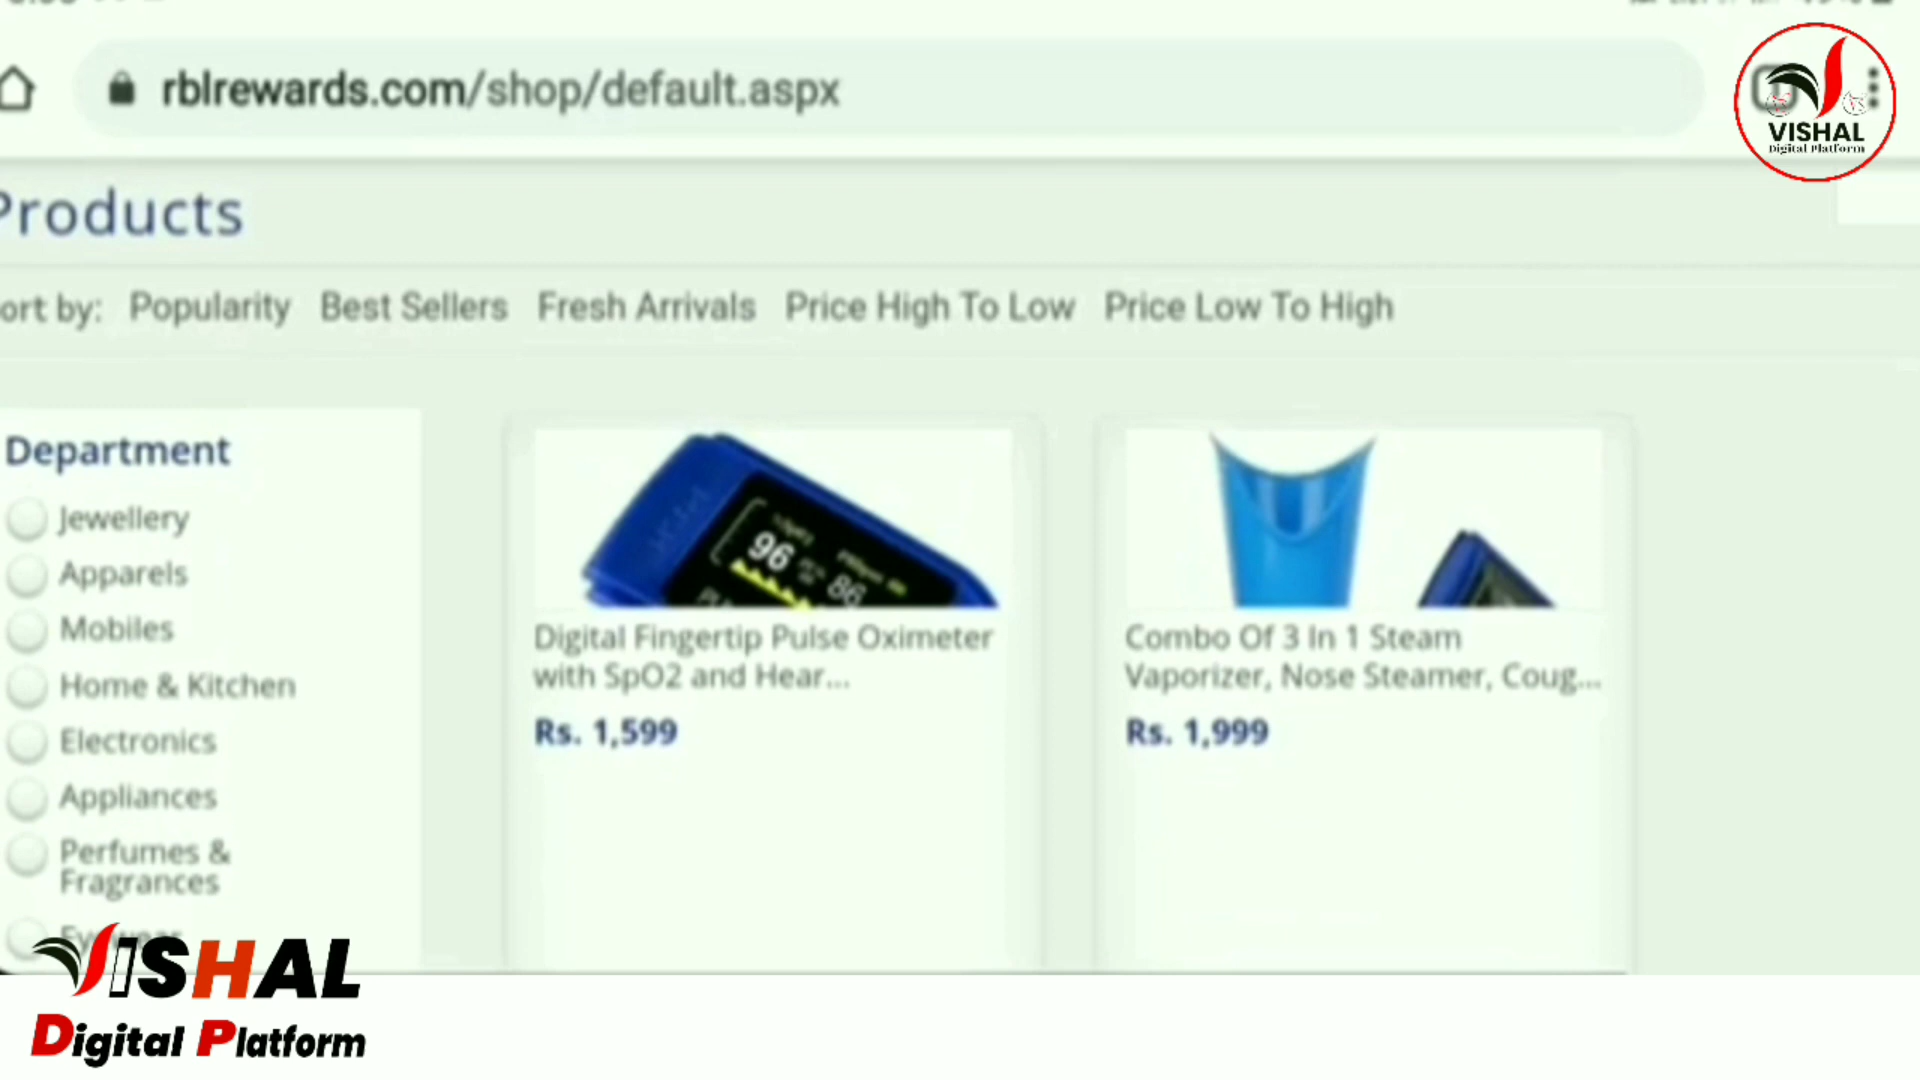 rblrewards.com/shop/default.aspx
VISHAL
Digital Platform
Products
ort by: Popularity Best Sellers Fresh Arrivals Price High To Low Price Low To High
Department
Jewellery
Apparels
Mobiles
Home & Kitchen
Electronics
Appliances
Perfumes &
Fragrances
96
86
Digital Fingertip Pulse Oximeter
with SpO2 and Hear...
Rs. 1,599
Combo Of 3 In 1 Steam
Vaporizer, Nose Steamer, Coug...
Rs. 1,999
VISHAL
Digital Platform